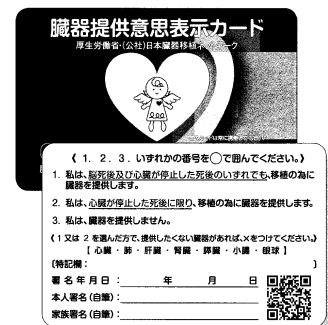 臓器提供意思表示カード
厚生労働省・(公社)日本臓器移植ネットワーク
《 1. 2. 3. いずれかの番号を○で囲んでください。》
1. 私は、脳死後及び心臓が停止した死後のいずれでも、移植の為に
臓器を提供します。
2. 私は、心臓が停止した死後に限り、移植の為に臓器を提供します。
3. 私は、臓器を提供しません。
《1 又は 2 を選んだ方で、提供したくない臓器があれば、×をつけてください。》
【 心臓 ・ 肺 ・ 肝臓 ・ 腎臓 ・ 膵臓 ・ 小腸 ・ 眼球 】
〔特記欄： 〕
署 名 年 月 日 ： 年 月 日
本人署名(自筆)：
家族署名(自筆)：